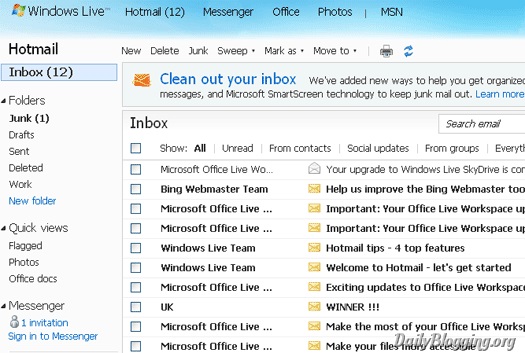 Windows Live™ Hotmail (12) Messenger Office Photos | MSN
Hotmail
New Delete Junk Sweep Mark as Move to
Inbox (12)
Clean out your inbox We've added new ways to help you get organized
messages, and Microsoft SmartScreen technology to keep junk mail out. Learn more
Folders
Junk (1)
Drafts
Sent
Deleted
Work
New folder
Quick views
Flagged
Photos
Office docs
Messenger
1 invitation
Sign in to Messenger
Inbox
Search email
Show: All | Unread | From contacts | Social updates | From groups | Everyt
Microsoft Office Live Wo... Your upgrade to Windows Live SkyDrive is con
Bing Webmaster Team Help us improve the Bing Webmaster too
Microsoft Office Live ... Important: Your Office Live Workspace up
Microsoft Office Live ... Important: Your Office Live Workspace up
Windows Live Team Hotmail tips - 4 top features
Windows Live Team Welcome to Hotmail - let's get started
Microsoft Office Live ... Exciting updates to Office Live Workspace
UK WINNER !!!
Microsoft Office Live ... Make the most of your Office Live Works
Microsoft Office Live ... Make your files more accessible
DailyBlogging.org